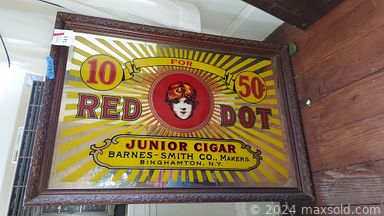 10 FOR 50¢
RED DOT
JUNIOR CIGAR
BARNES-SMITH CO., MAKERS
BINGHAMTON, N.Y.
© 2024 maxsold.com